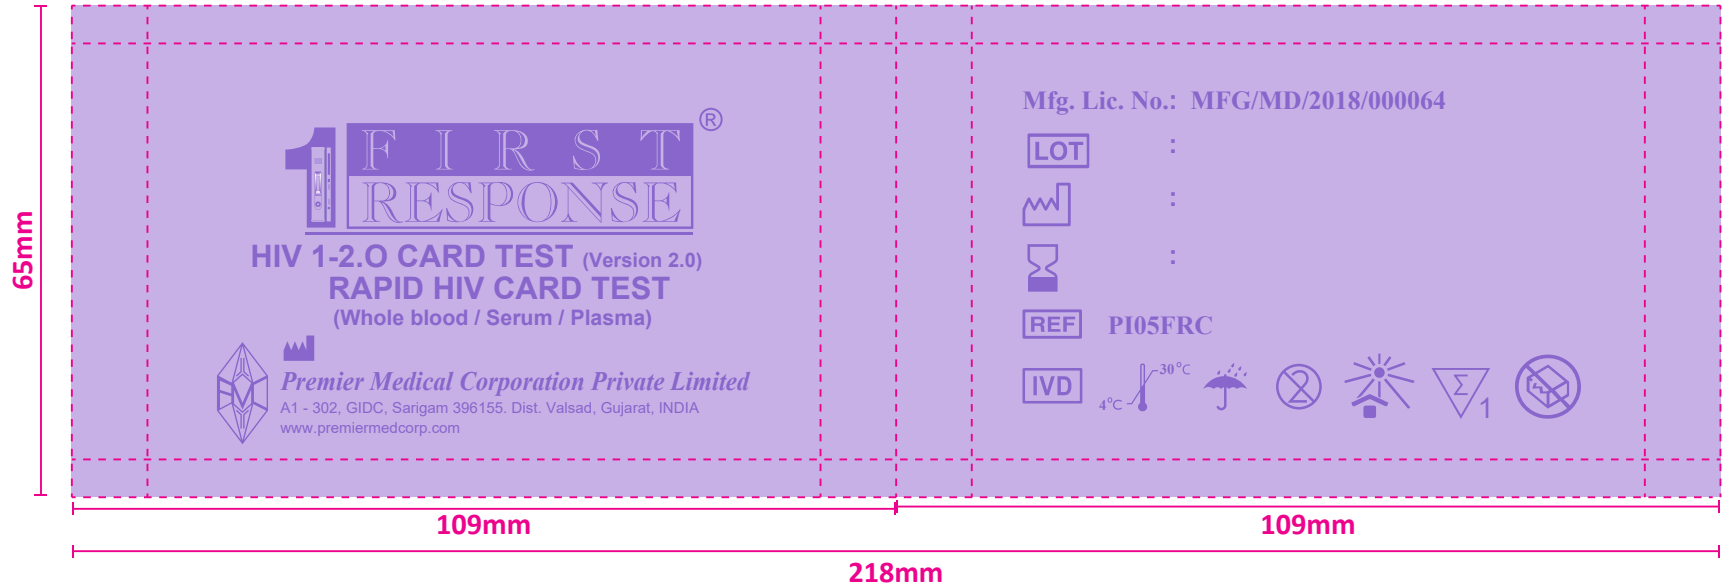 65mm
1 FIRST ®
RESPONSE
HIV 1-2.O CARD TEST (Version 2.0)
RAPID HIV CARD TEST
(Whole blood / Serum / Plasma)
Premier Medical Corporation Private Limited
A1 - 302, GIDC, Sarigam 396155. Dist. Valsad, Gujarat, INDIA
www.premiermedcorp.com
Mfg. Lic. No.: MFG/MD/2018/000064
LOT :
:
:
REF PI05FRC
IVD 4°C 30°C 2 Σ 1
109mm
109mm
218mm